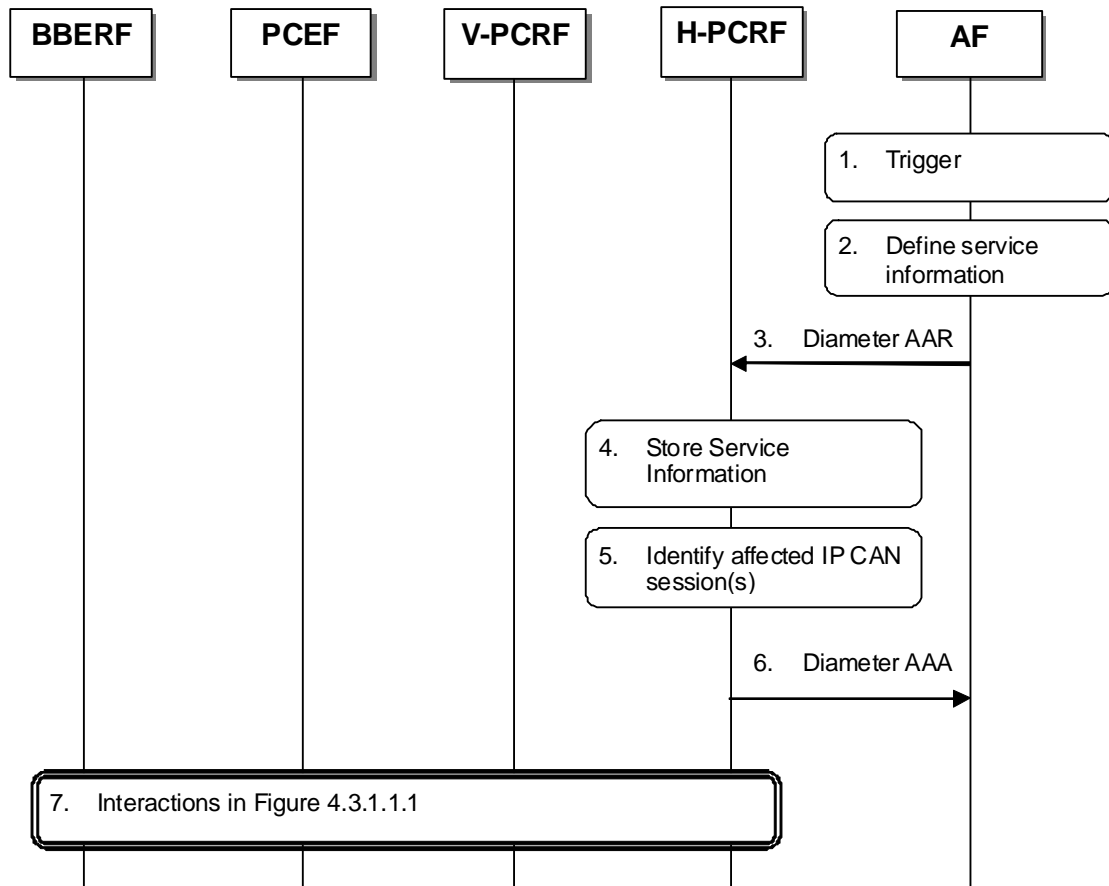 BBERF
PCEF
V-PCRF
H-PCRF
AF
1. Trigger
2. Define service
information
3. Diameter AAR
4. Store Service
Information
5. Identify affected IP CAN
session(s)
6. Diameter AAA
7. Interactions in Figure 4.3.1.1.1